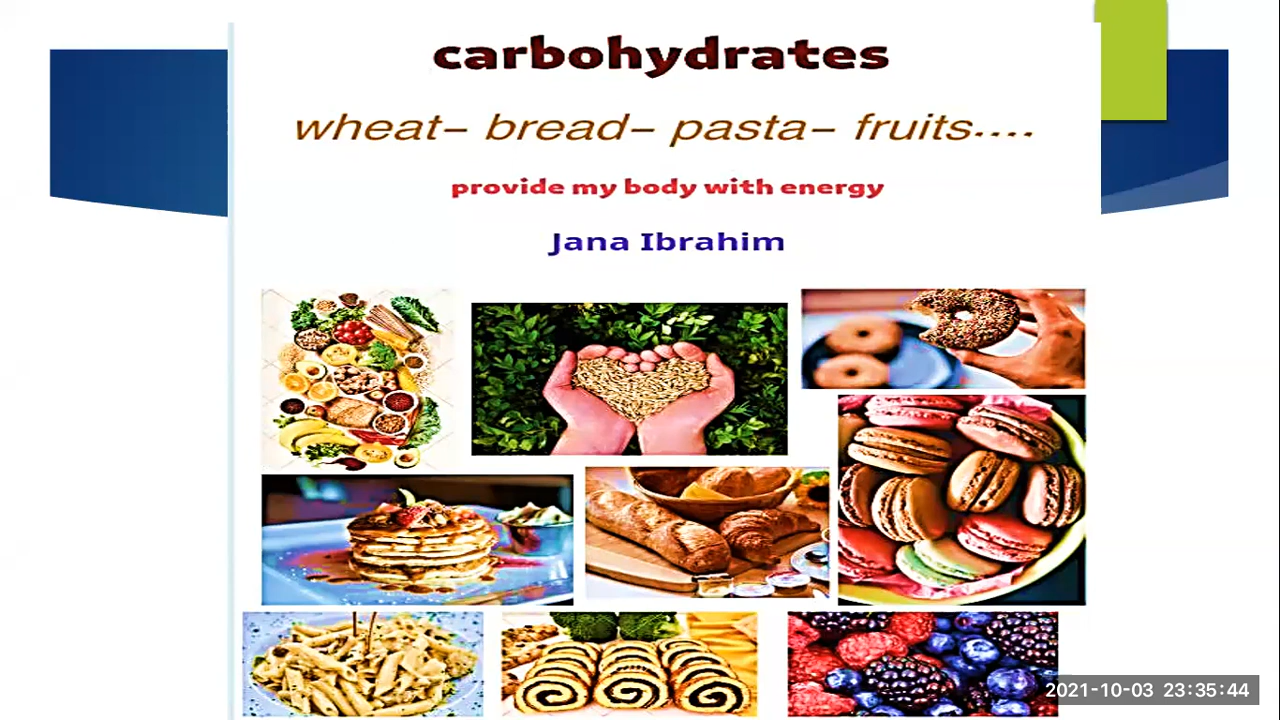 carbohydrates
wheat– bread– pasta– fruits....
provide my body with energy
Jana Ibrahim
2021-10-03 23:35:44